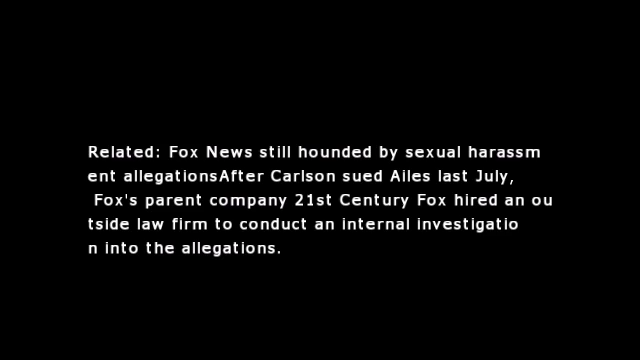 Related: Fox News still hounded by sexual harassm
ent allegationsAfter Carlson sued Ailes last July,
Fox's parent company 21st Century Fox hired an ou
tside law firm to conduct an internal investigatio
n into the allegations.